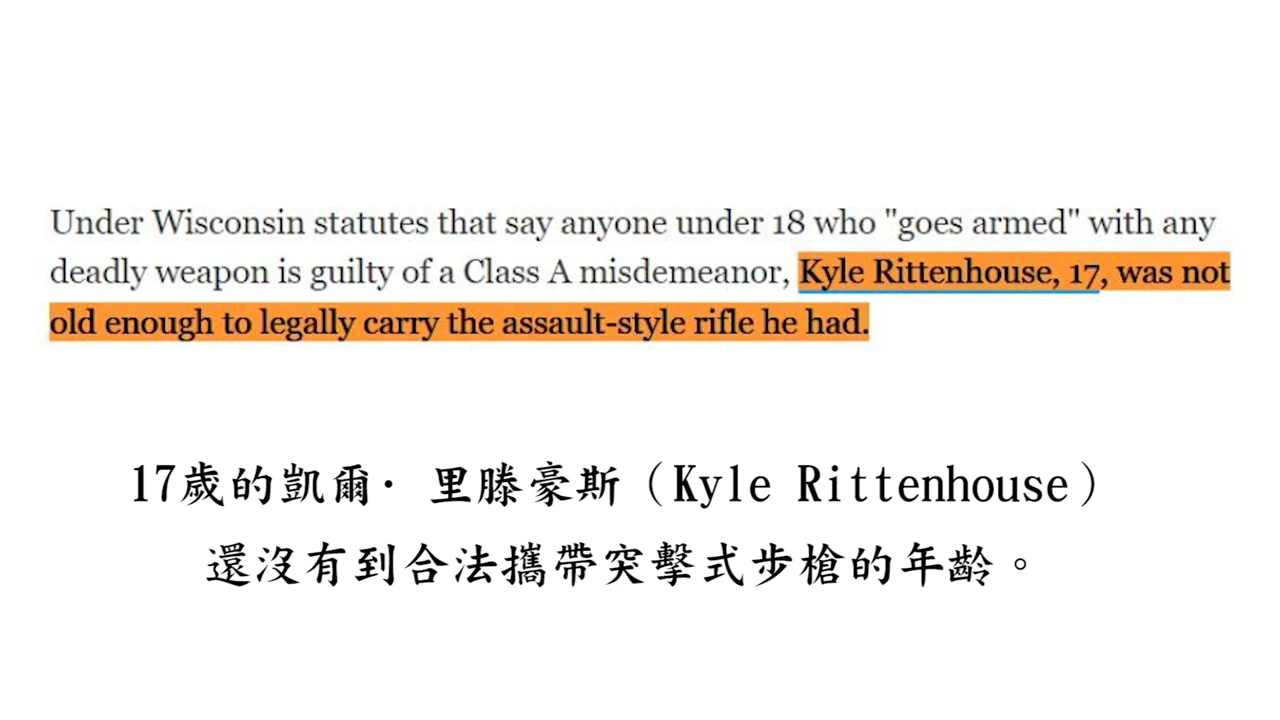 Under Wisconsin statutes that say anyone under 18 who "goes armed" with any
deadly weapon is guilty of a Class A misdemeanor, Kyle Rittenhouse, 17, was not
old enough to legally carry the assault-style rifle he had.
17歲的凱爾·里滕豪斯（Kyle Rittenhouse）
還沒有到合法攜帶突擊式步槍的年齡。